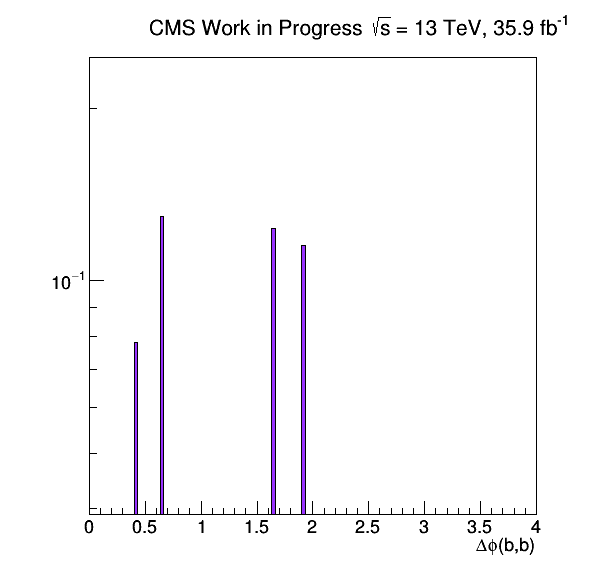 CMS Work in Progress √s = 13 TeV, 35.9 fb⁻¹
10⁻¹
0 0.5 1 1.5 2 2.5 3 3.5 4
Δϕ(b,b)